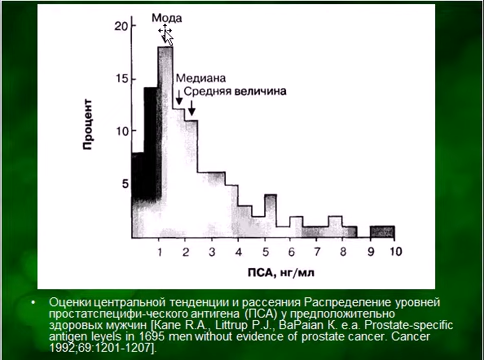 Мода
20
Медиана
Средняя величина
15
10
5
Процент
1 2 3 4 5 6 7 8 9 10
ПСА, нг/мл
• Оценки центральной тенденции и рассеяния Распределение уровней
простатспецифи-ческого антигена (ПСА) у предположительно
здоровых мужчин [Kane R.A., Littrup P.J., BaPaian K. e.a. Prostate-specific
antigen levels in 1695 men without evidence of prostate cancer. Cancer
1992;69:1201-1207].